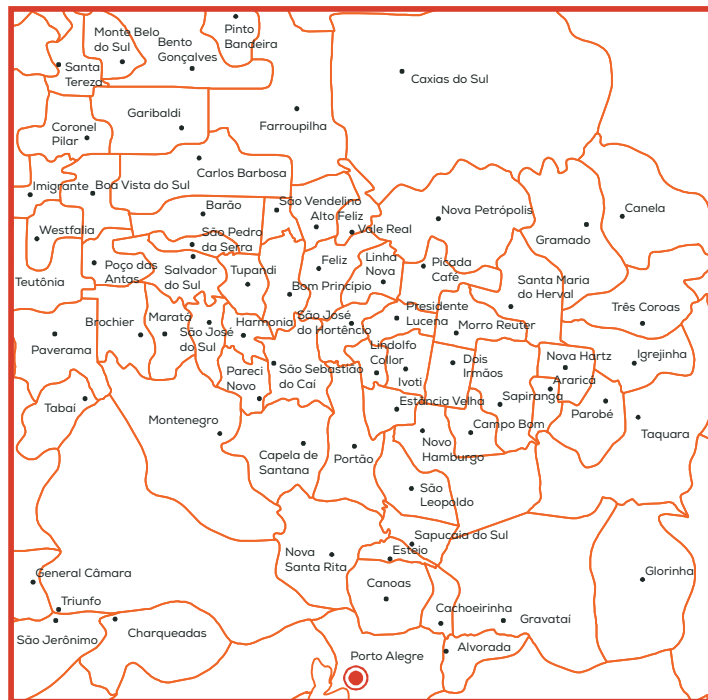 Pinto
Bandeira
Monte Belo
do Sul
Bento
Gonçalves
Santa
Tereza
Caxias do Sul
Garibaldi
Farroupilha
Coronel
Pilar
Carlos Barbosa
Imigrante
Boa Vista do Sul
Barão
São Vendelino
Alto Feliz
Vale Real
Nova Petrópolis
Canela
Gramado
Westfalia
São Pedro
da Serra
Poço das
Antas
Salvador
do Sul
Tupandi
Feliz
Linha
Nova
Picada
Café
Teutônia
Bom Princípio
Santa Maria
do Herval
Três Coroas
Brochier
Maratá
São José
do Sul
Harmonia
São José
do Hortêncio
Presidente
Lucena
Morro Reuter
Paverama
Lindolfo
Collor
Ivoti
Dois
Irmãos
Nova Hartz
Igrejinha
Pareci
Novo
São Sebastião
do Caí
Araricá
Tabaí
Estância Velha
Sapiranga
Parobé
Montenegro
Campo Bom
Taquara
Capela de
Santana
Portão
Novo
Hamburgo
São
Leopoldo
Sapucaia do Sul
Nova
Santa Rita
Esteio
General Câmara
Canoas
Glorinha
Triunfo
Cachoeirinha
Gravataí
São Jerônimo
Charqueadas
Alvorada
Porto Alegre